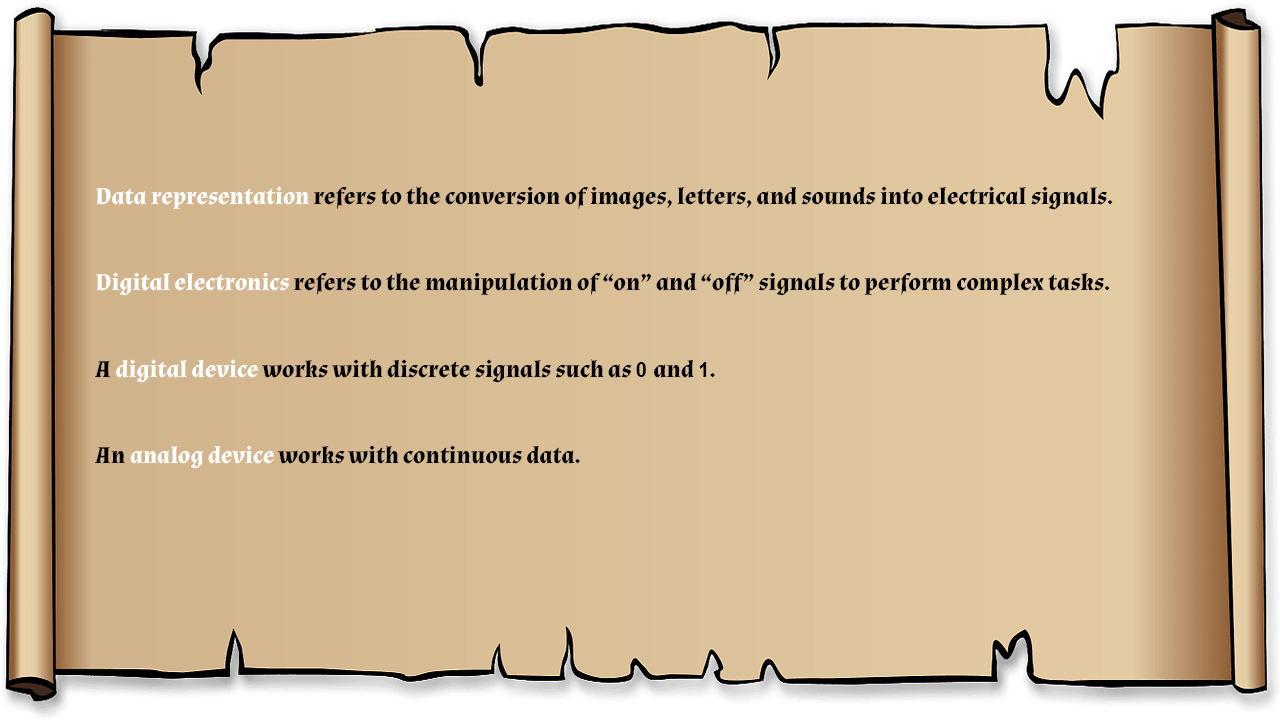 Data representation refers to the conversion of images, letters, and sounds into electrical signals.
Digital electronics refers to the manipulation of “on” and “off” signals to perform complex tasks.
A digital device works with discrete signals such as 0 and 1.
An analog device works with continuous data.